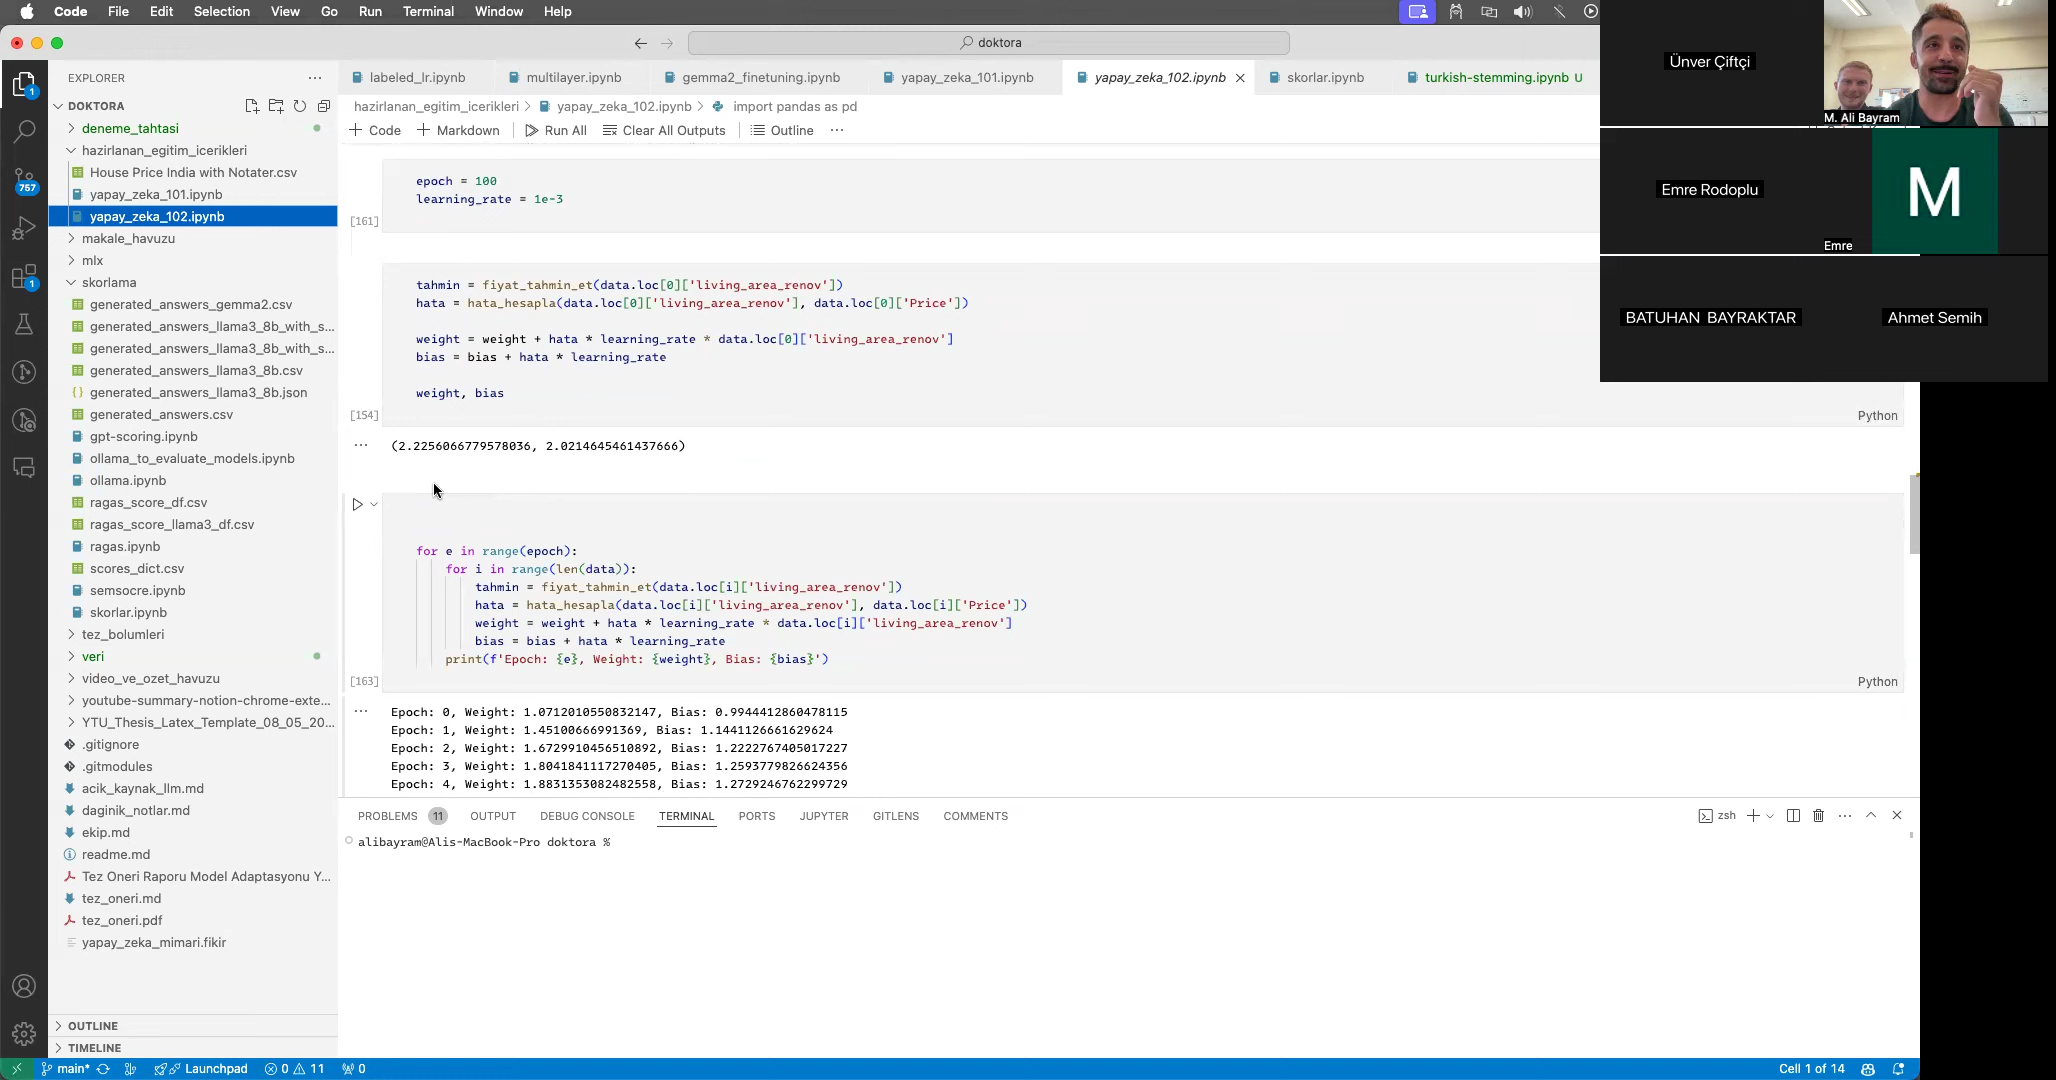 Code File Edit Selection View Go Run Terminal Window Help
doktora
EXPLORER
labeled_lr.ipynb
multilayer.ipynb
gemma2_finetuning.ipynb
yapay_zeka_101.ipynb
yapay_zeka_102.ipynb
skorlar.ipynb
turkish-stemming.ipynb U
hazirlanan_egitim_icerikleri > yapay_zeka_102.ipynb > import pandas as pd
+ Code + Markdown Run All Clear All Outputs Outline ...
1
757
1
DOKTORA
deneme_tahtasi
hazirlanan_egitim_icerikleri
House Price India with Notater.csv
yapay_zeka_101.ipynb
yapay_zeka_102.ipynb
makale_havuzu
mlx
skorlama
generated_answers_gemma2.csv
generated_answers_llama3_8b_with_s...
generated_answers_llama3_8b_with_s...
generated_answers_llama3_8b.csv
generated_answers_llama3_8b.json
generated_answers.csv
gpt-scoring.ipynb
ollama_to_evaluate_models.ipynb
ollama.ipynb
ragas_score_df.csv
ragas_score_llama3_df.csv
ragas.ipynb
scores_dict.csv
semsocre.ipynb
skorlar.ipynb
tez_bolumleri
veri
video_ve_ozet_havuzu
youtube-summary-notion-chrome-exte...
YTU_Thesis_Latex_Template_08_05_20...
.gitignore
.gitmodules
acik_kaynak_llm.md
daginik_notlar.md
ekip.md
readme.md
Tez Oneri Raporu Model Adaptasyonu Y...
tez_oneri.md
tez_oneri.pdf
yapay_zeka_mimari.fikir
OUTLINE
TIMELINE
epoch = 100
learning_rate = 1e-3
[161]
tahmin = fiyat_tahmin_et(data.loc[0]['living_area_renov'])
hata = hata_hesapla(data.loc[0]['living_area_renov'], data.loc[0]['Price'])
weight = weight + hata * learning_rate * data.loc[0]['living_area_renov']
bias = bias + hata * learning_rate
weight, bias
[154]
Python
(2.2256066779578036, 2.0214645461437666)
for e in range(epoch):
for i in range(len(data)):
tahmin = fiyat_tahmin_et(data.loc[i]['living_area_renov'])
hata = hata_hesapla(data.loc[i]['living_area_renov'], data.loc[i]['Price'])
weight = weight + hata * learning_rate * data.loc[i]['living_area_renov']
bias = bias + hata * learning_rate
print(f'Epoch: {e}, Weight: {weight}, Bias: {bias}')
[163]
Python
Epoch: 0, Weight: 1.0712010550832147, Bias: 0.9944412860478115
Epoch: 1, Weight: 1.45100666991369, Bias: 1.1441126661629624
Epoch: 2, Weight: 1.6729910456510892, Bias: 1.2222767405017227
Epoch: 3, Weight: 1.8041841117270405, Bias: 1.2593779826624356
Epoch: 4, Weight: 1.8831353082482558, Bias: 1.2729246762299729
PROBLEMS 11 OUTPUT DEBUG CONSOLE TERMINAL PORTS JUPYTER GITLENS COMMENTS
zsh
alibayram@Alis-MacBook-Pro doktora %
main* Launchpad 0 11 0
Cell 1 of 14
Ünver Çiftçi
M. Ali Bayram
Emre Rodoplu
M
Emre
BATUHAN BAYRAKTAR
Ahmet Semih